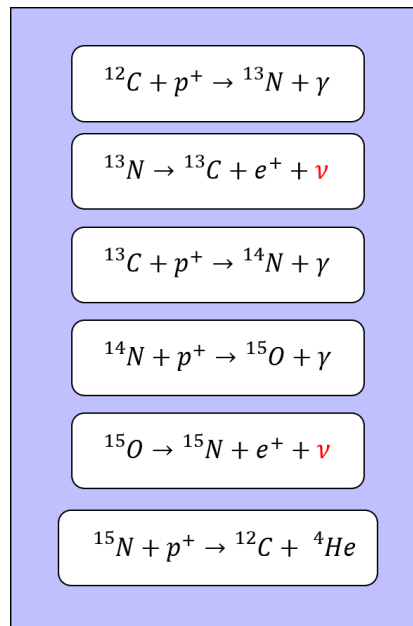 ¹²C + p⁺ → ¹³N + γ
¹³N → ¹³C + e⁺ + ν
¹³C + p⁺ → ¹⁴N + γ
¹⁴N + p⁺ → ¹⁵O + γ
¹⁵O → ¹⁵N + e⁺ + ν
¹⁵N + p⁺ → ¹²C + ⁴He